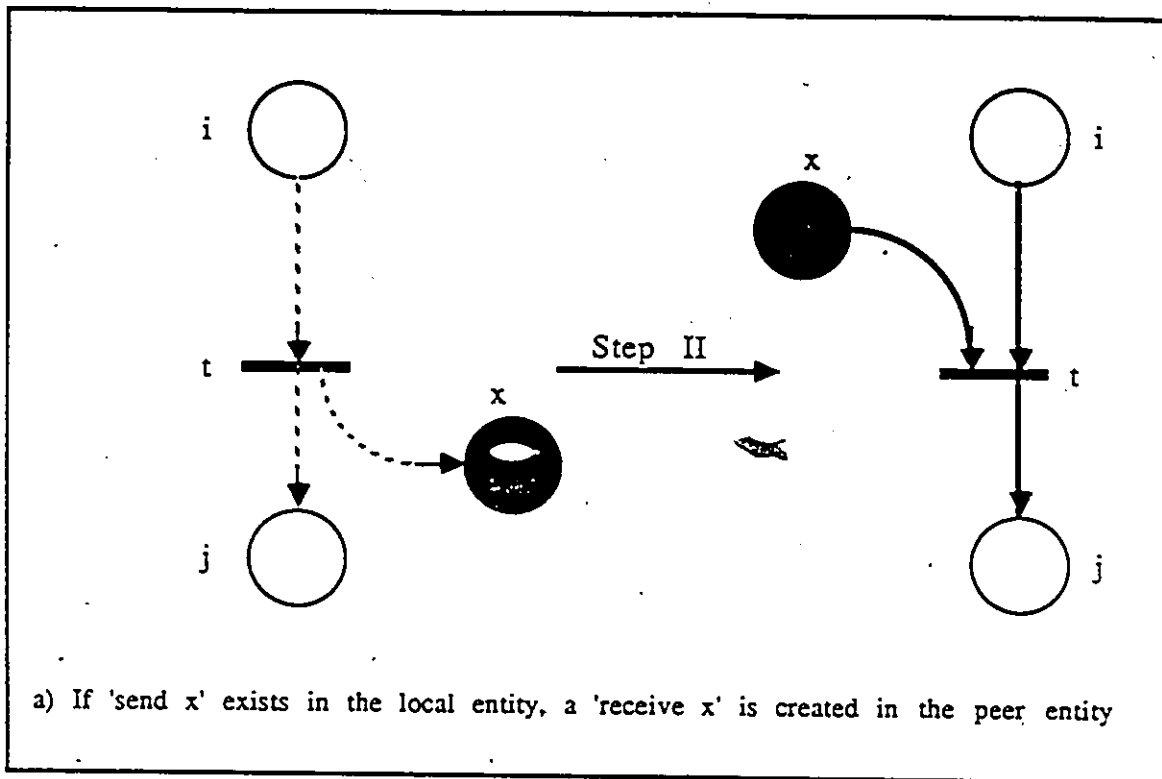 i
i
x
Step II
t
t
x
j
j
a) If 'send x' exists in the local entity, a 'receive x' is created in the peer entity